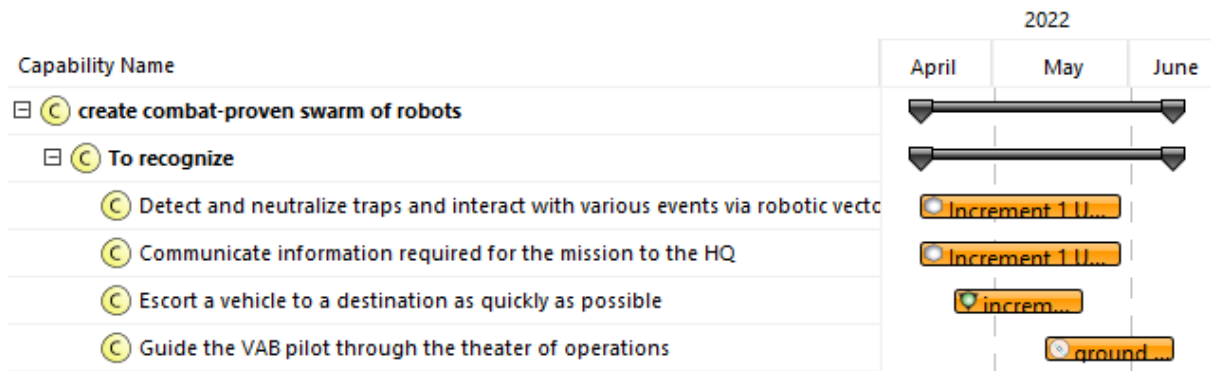 2022
Capability Name April May June
C create combat-proven swarm of robots
C To recognize
C Detect and neutralize traps and interact with various events via robotic vecto Increment 1 U...
C Communicate information required for the mission to the HQ Increment 1 U...
C Escort a vehicle to a destination as quickly as possible increm...
C Guide the VAB pilot through the theater of operations ground ...